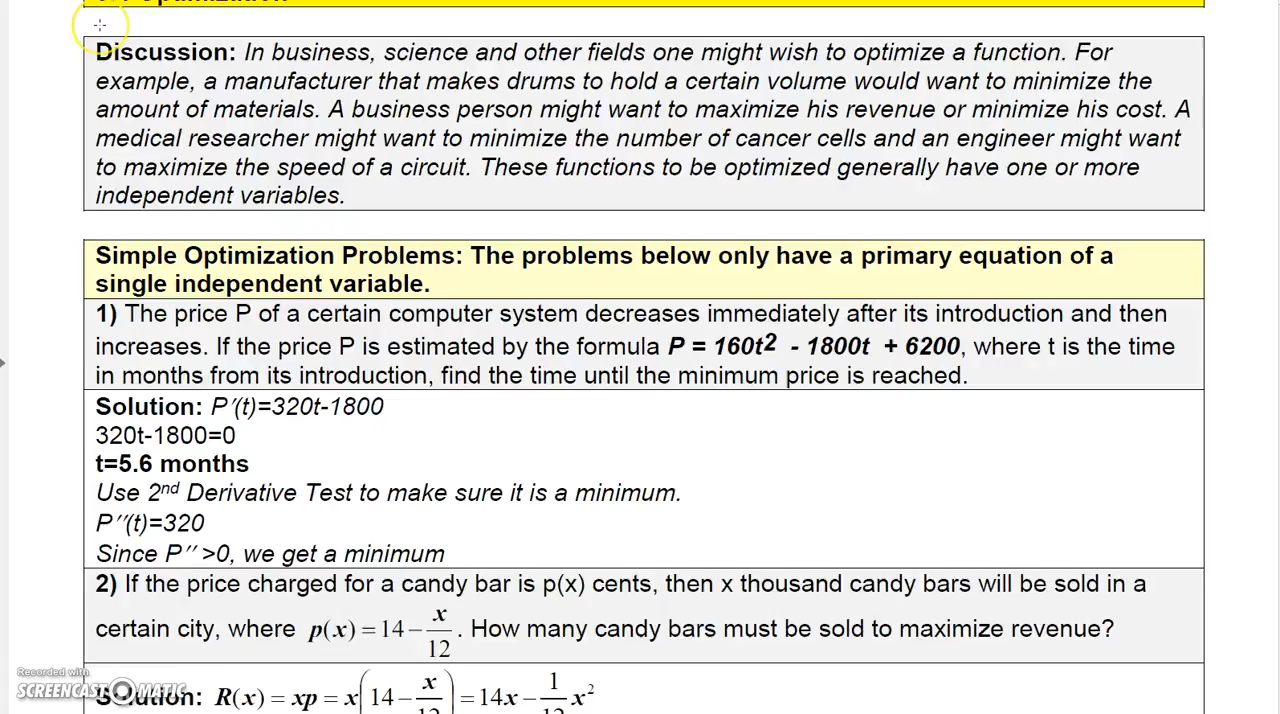 Discussion: In business, science and other fields one might wish to optimize a function. For
example, a manufacturer that makes drums to hold a certain volume would want to minimize the
amount of materials. A business person might want to maximize his revenue or minimize his cost. A
medical researcher might want to minimize the number of cancer cells and an engineer might want
to maximize the speed of a circuit. These functions to be optimized generally have one or more
independent variables.
Simple Optimization Problems: The problems below only have a primary equation of a
single independent variable.
1) The price P of a certain computer system decreases immediately after its introduction and then
increases. If the price P is estimated by the formula P = 160t² - 1800t + 6200, where t is the time
in months from its introduction, find the time until the minimum price is reached.
Solution: P′(t)=320t-1800
320t-1800=0
t=5.6 months
Use 2nd Derivative Test to make sure it is a minimum.
P′′(t)=320
Since P′′ >0, we get a minimum
2) If the price charged for a candy bar is p(x) cents, then x thousand candy bars will be sold in a
certain city, where p(x) = 14 − x/12. How many candy bars must be sold to maximize revenue?
Solution: R(x) = xp = x(14 − x/12) = 14x − 1/12 x²
Recorded with
SCREENCAST-O-MATIC